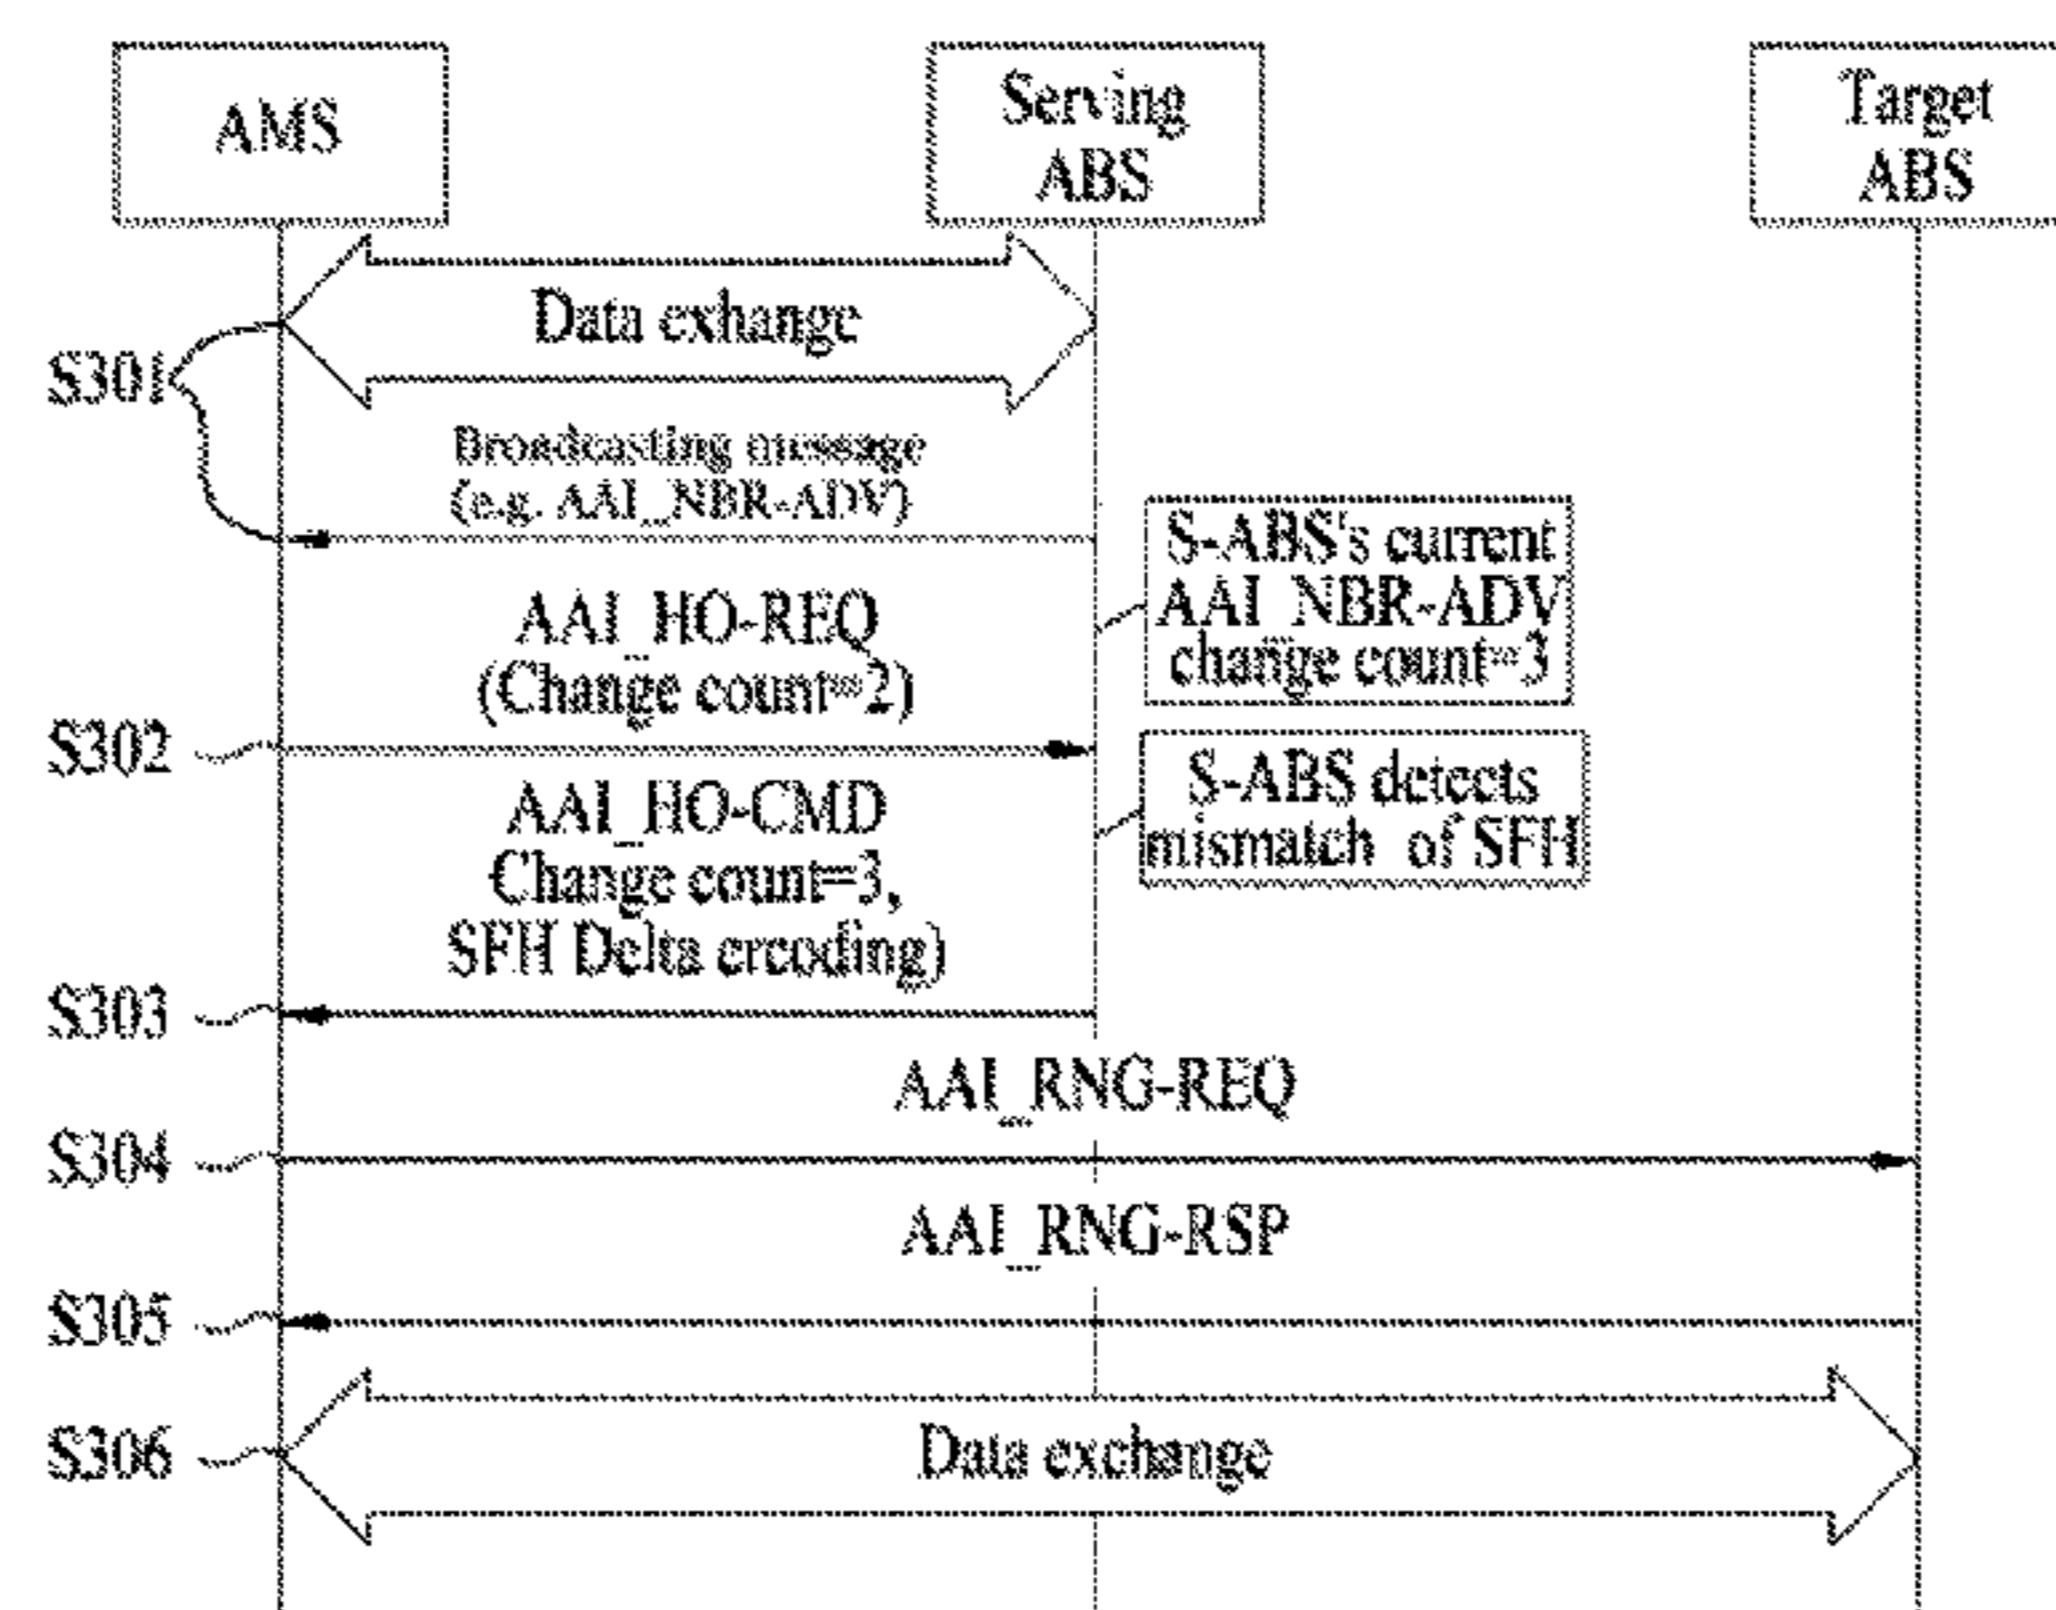 AMS
Serving
ABS
Target
ABS
Data exhange
S301
Broadcasting message
(e.g. AAI_NBR-ADV)
S-ABS's current
AAI_NBR-ADV
change count=3
AAI_HO-REQ
(Change count=2)
S302
S-ABS detects
mismatch of SFH
AAI_HO-CMD
Change count=3,
SFH Delta ercoding)
S303
AAI_RNG-REQ
S304
AAI_RNG-RSP
S305
Data exchange
S306